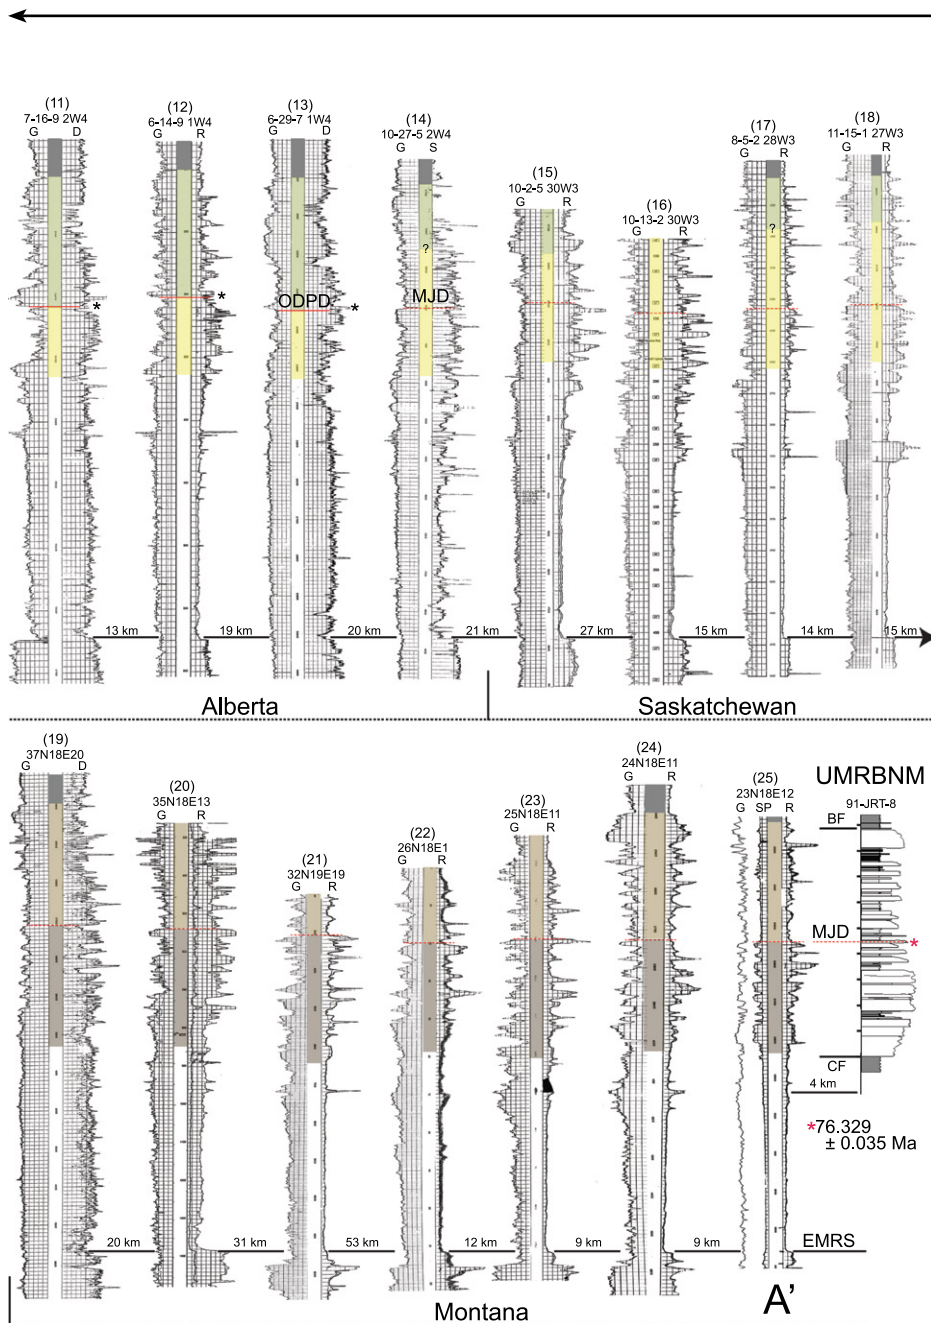 (11)
7-16-9 2W4
G D
(12)
6-14-9 1W4
G R
(13)
6-29-7 1W4
G D
(14)
10-27-5 2W4
G S
(15)
10-2-5 30W3
G R
(16)
10-13-2 30W3
G R
(17)
8-5-2 28W3
G R
(18)
11-15-1 27W3
G R
?
?
*
*
ODPD
*
MJD
13 km
19 km
20 km
21 km
27 km
15 km
14 km
15 km
Alberta
Saskatchewan
(19)
37N18E20
G D
(20)
35N18E13
G R
(21)
32N19E19
G R
(22)
26N18E1
G R
(23)
25N18E11
G R
(24)
24N18E11
G R
(25)
23N18E12
G SP R
UMRBNM
91-JRT-8
BF
MJD
*
CF
4 km
*76.329
± 0.035 Ma
20 km
31 km
53 km
12 km
9 km
9 km
EMRS
Montana
A'